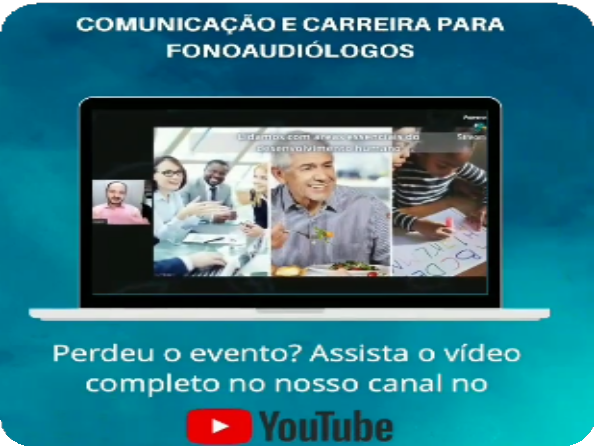 COMUNICAÇÃO E CARREIRA PARA
FONOAUDIÓLOGOS
Lidamos com áreas essenciais do
desenvolvimento humano
Perdeu o evento? Assista o vídeo
completo no nosso canal no
YouTube